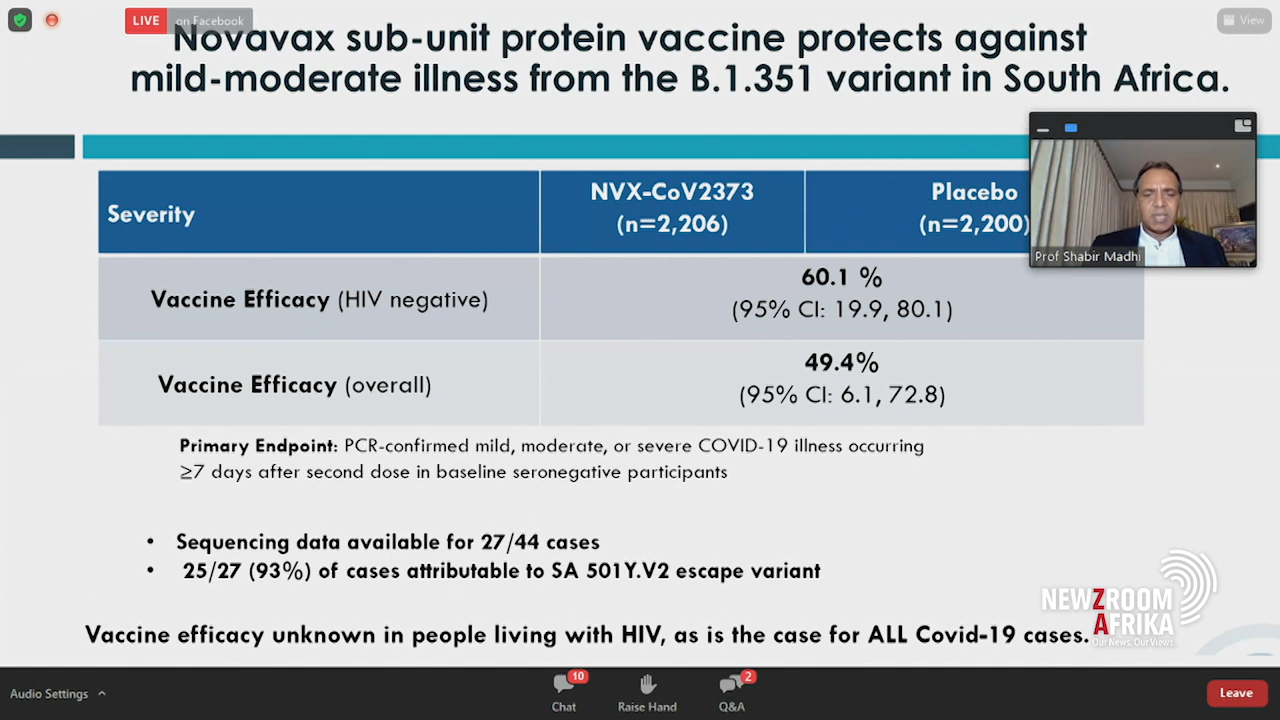 LIVE on Facebook
View
Novavax sub-unit protein vaccine protects against
mild-moderate illness from the B.1.351 variant in South Africa.
Severity
NVX-CoV2373
(n=2,206)
Placebo
(n=2,200)
Prof Shabir Madhi
Vaccine Efficacy (HIV negative)
60.1 %
(95% CI: 19.9, 80.1)
Vaccine Efficacy (overall)
49.4%
(95% CI: 6.1, 72.8)
Primary Endpoint: PCR-confirmed mild, moderate, or severe COVID-19 illness occurring
≥7 days after second dose in baseline seronegative participants
• Sequencing data available for 27/44 cases
• 25/27 (93%) of cases attributable to SA 501Y.V2 escape variant
NEWZROOM
AFRIKA
Our News. Our Views.
Vaccine efficacy unknown in people living with HIV, as is the case for ALL Covid-19 cases.
Audio Settings
10
Chat
Raise Hand
2
Q&A
Leave